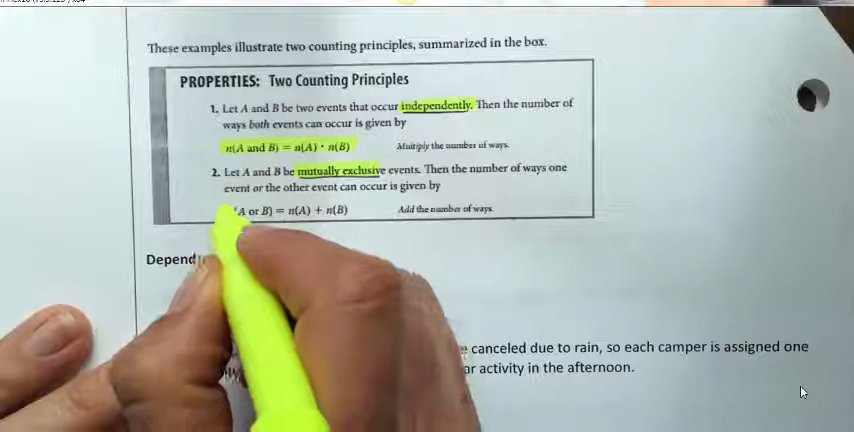 These examples illustrate two counting principles, summarized in the box.
PROPERTIES: Two Counting Principles
1. Let A and B be two events that occur independently. Then the number of
ways both events can occur is given by
n(A and B) = n(A) · n(B) Multiply the number of ways.
2. Let A and B be mutually exclusive events. Then the number of ways one
event or the other event can occur is given by
A or B) = n(A) + n(B) Add the number of ways.
Depend
canceled due to rain, so each camper is assigned one
activity in the afternoon.